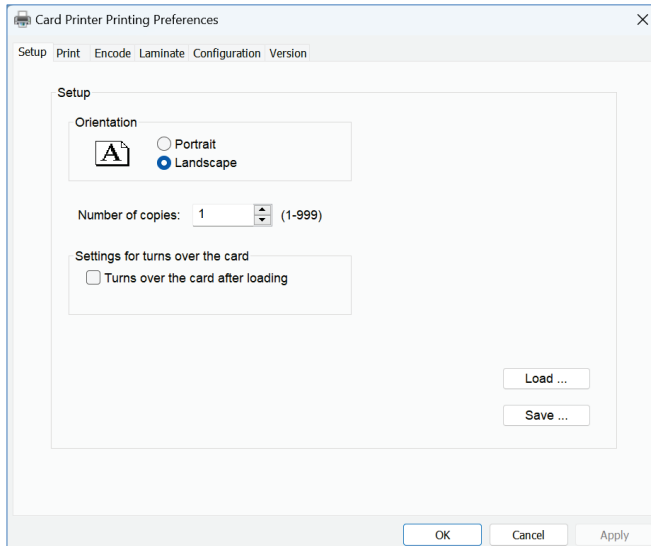 Card Printer Printing Preferences
Setup Print Encode Laminate Configuration Version
Setup
Orientation
A
Portrait
Landscape
Number of copies: 1 (1-999)
Settings for turns over the card
Turns over the card after loading
Load ...
Save ...
OK Cancel Apply